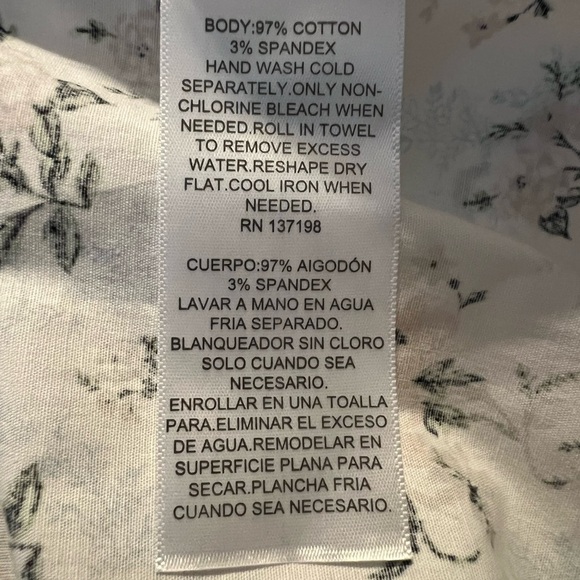 BODY:97% COTTON
3% SPANDEX
HAND WASH COLD
SEPARATELY.ONLY NON-
CHLORINE BLEACH WHEN
NEEDED.ROLL IN TOWEL
TO REMOVE EXCESS
WATER.RESHAPE DRY
FLAT.COOL IRON WHEN
NEEDED.
RN 137198
CUERPO:97% AIGODÓN
3% SPANDEX
LAVAR A MANO EN AGUA
FRIA SEPARADO.
BLANQUEADOR SIN CLORO
SOLO CUANDO SEA
NECESARIO.
ENROLLAR EN UNA TOALLA
PARA.ELIMINAR EL EXCESO
DE AGUA.REMODELAR EN
SUPERFICIE PLANA PARA
SECAR.PLANCHA FRIA
CUANDO SEA NECESARIO.